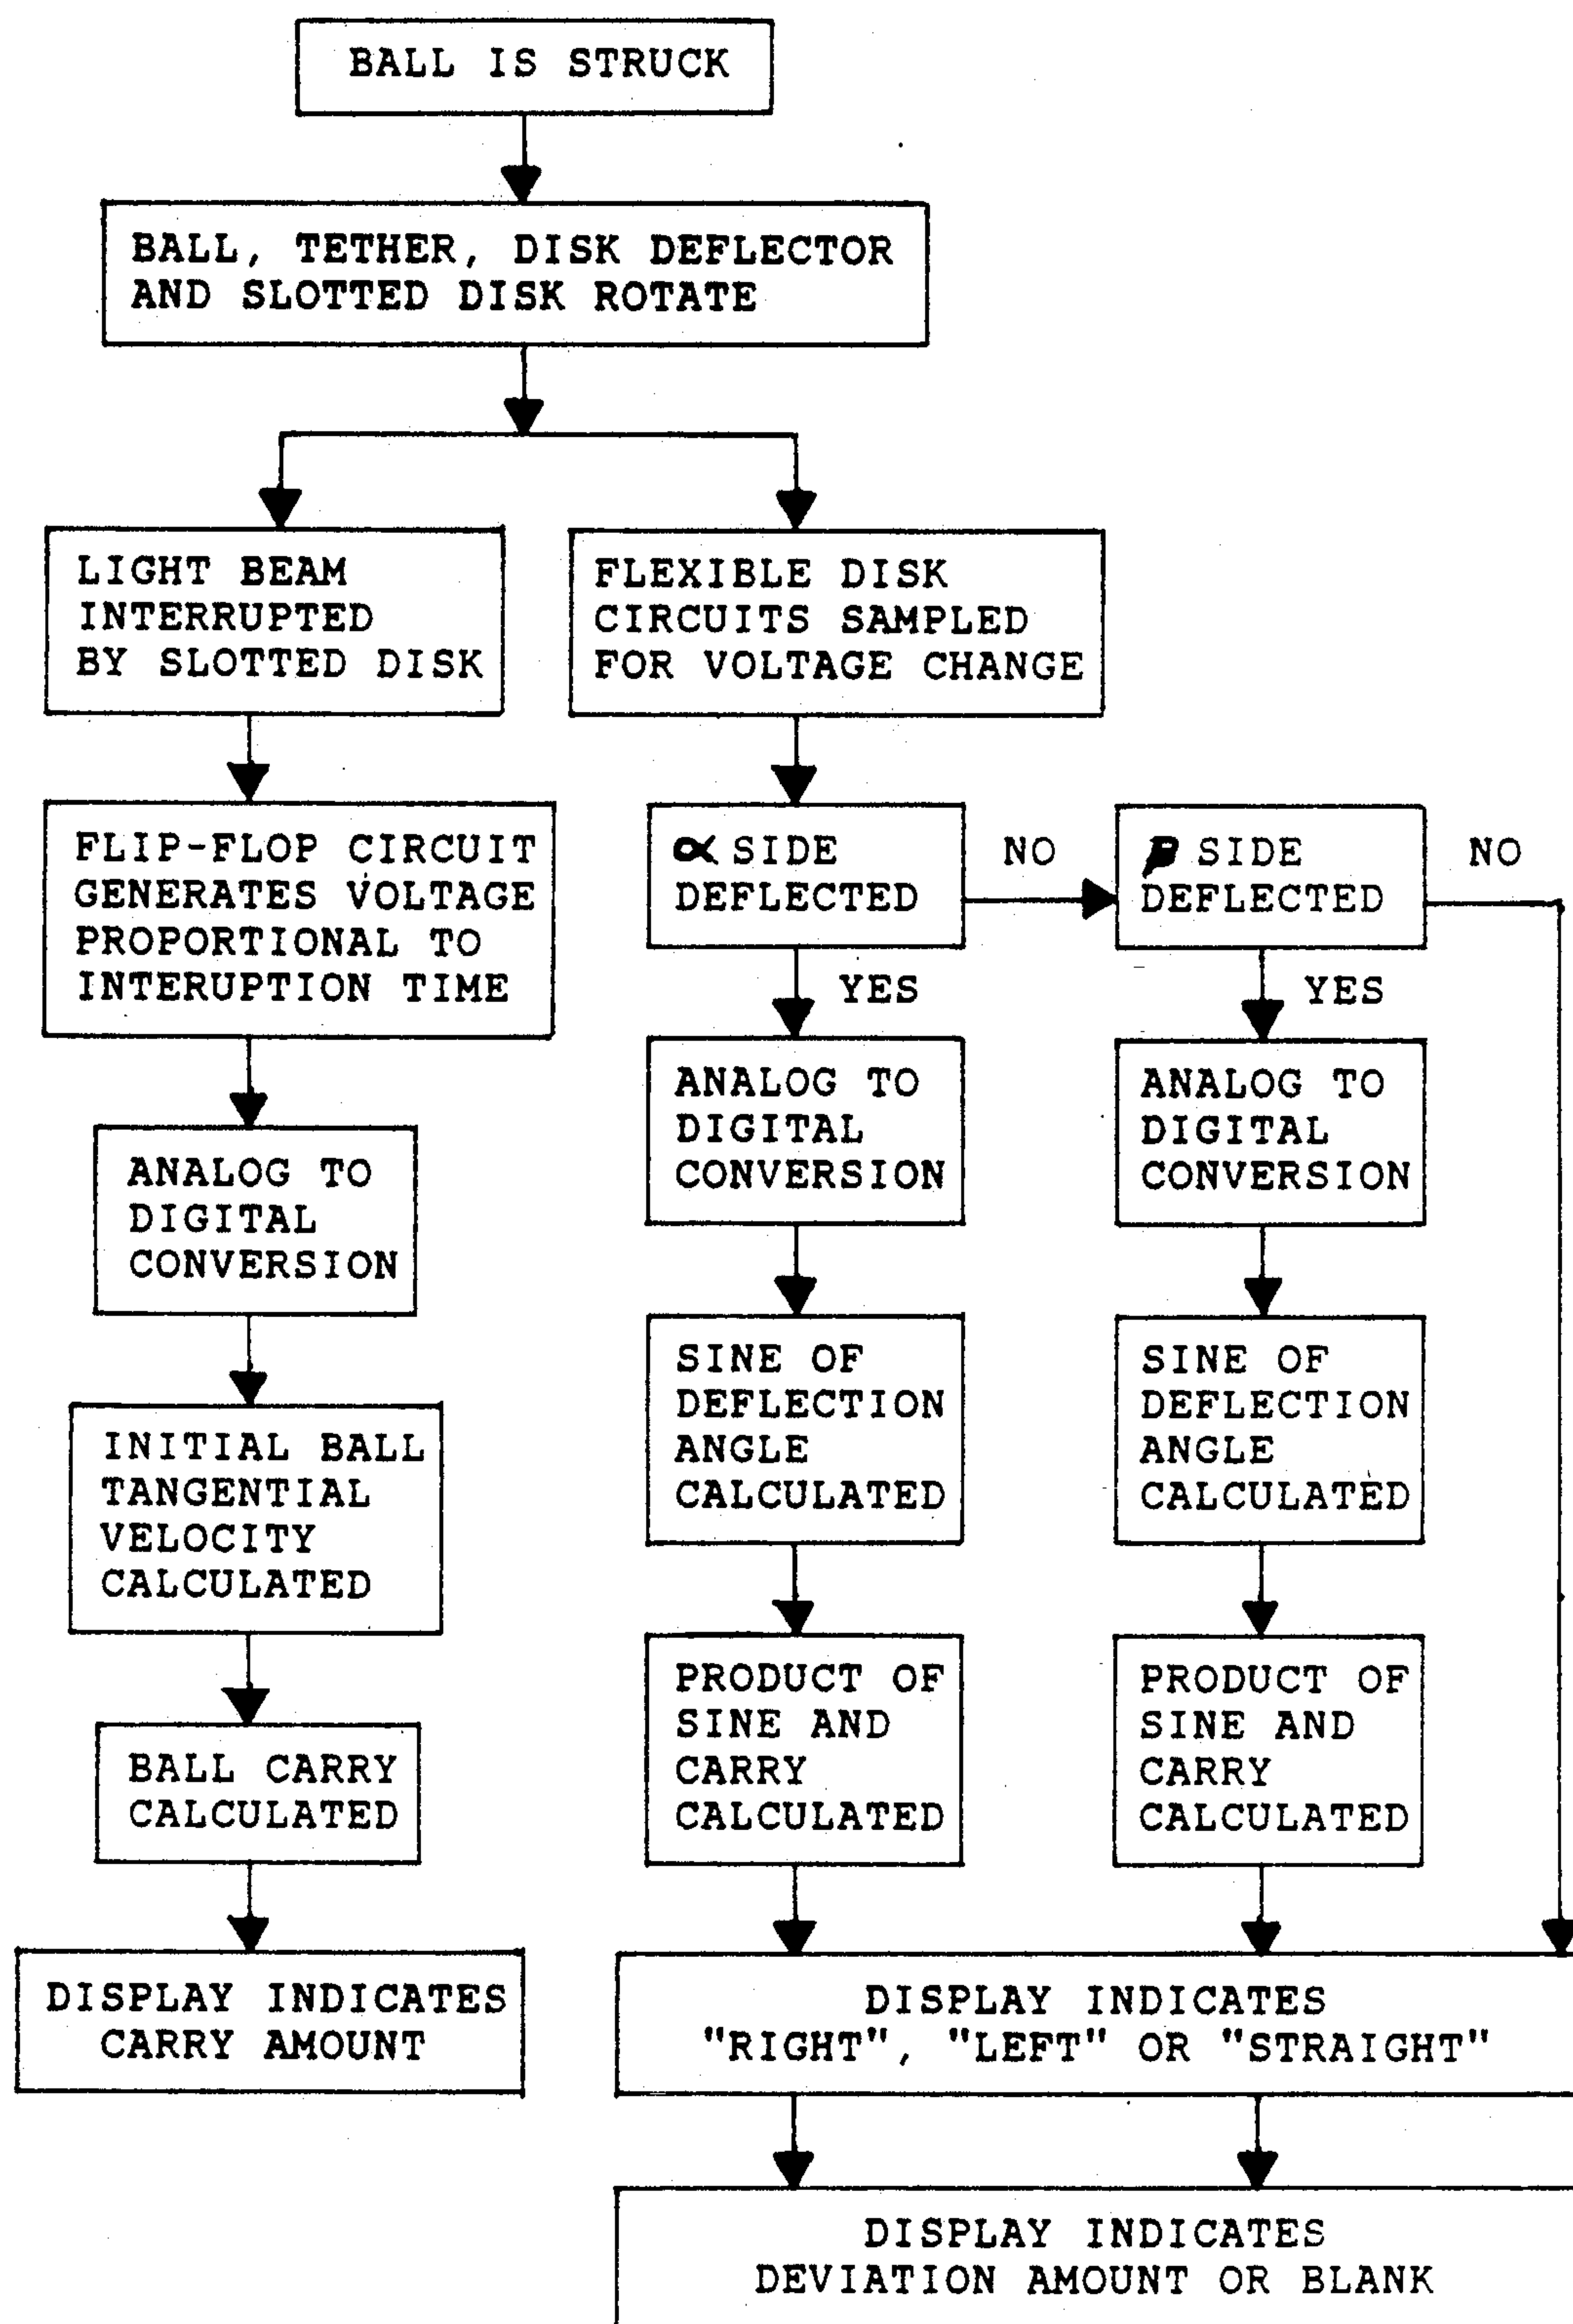 BALL IS STRUCK
BALL, TETHER, DISK DEFLECTOR
AND SLOTTED DISK ROTATE
LIGHT BEAM
INTERRUPTED
BY SLOTTED DISK
FLEXIBLE DISK
CIRCUITS SAMPLED
FOR VOLTAGE CHANGE
FLIP-FLOP CIRCUIT
GENERATES VOLTAGE
PROPORTIONAL TO
INTERUPTION TIME
∝ SIDE
DEFLECTED
NO
β SIDE
DEFLECTED
NO
YES
YES
ANALOG TO
DIGITAL
CONVERSION
ANALOG TO
DIGITAL
CONVERSION
ANALOG TO
DIGITAL
CONVERSION
INITIAL BALL
TANGENTIAL
VELOCITY
CALCULATED
SINE OF
DEFLECTION
ANGLE
CALCULATED
SINE OF
DEFLECTION
ANGLE
CALCULATED
BALL CARRY
CALCULATED
PRODUCT OF
SINE AND
CARRY
CALCULATED
PRODUCT OF
SINE AND
CARRY
CALCULATED
DISPLAY INDICATES
CARRY AMOUNT
DISPLAY INDICATES
"RIGHT", "LEFT" OR "STRAIGHT"
DISPLAY INDICATES
DEVIATION AMOUNT OR BLANK